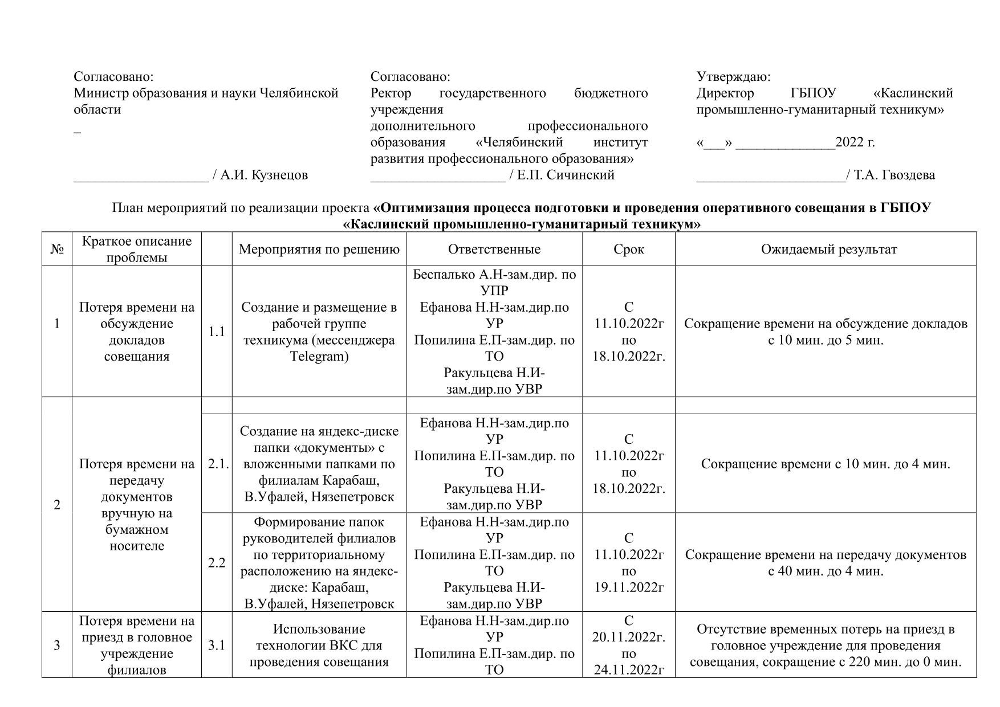 Согласовано:
Министр образования и науки Челябинской
области
_
___________________ / А.И. Кузнецов
Согласовано:
Ректор государственного бюджетного
учреждения
дополнительного профессионального
образования «Челябинский институт
развития профессионального образования»
___________________ / Е.П. Сичинский
Утверждаю:
Директор ГБПОУ «Каслинский
промышленно-гуманитарный техникум»
«___» ______________2022 г.
_____________________/ Т.А. Гвоздева
План мероприятий по реализации проекта «Оптимизация процесса подготовки и проведения оперативного совещания в ГБПОУ
«Каслинский промышленно-гуманитарный техникум»
№
Краткое описание
проблемы
Мероприятия по решению
Ответственные
Срок
Ожидаемый результат
1
Потеря времени на
обсуждение
докладов
совещания
1.1
Создание и размещение в
рабочей группе
техникума (мессенджера
Telegram)
Беспалько А.Н-зам.дир. по
УПР
Ефанова Н.Н-зам.дир.по
УР
Попилина Е.П-зам.дир. по
ТО
Ракульцева Н.И-
зам.дир.по УВР
С
11.10.2022г
по
18.10.2022г.
Сокращение времени на обсуждение докладов
с 10 мин. до 5 мин.
2
Потеря времени на
передачу
документов
вручную на
бумажном
носителе
2.1.
Создание на яндекс-диске
папки «документы» с
вложенными папками по
филиалам Карабаш,
В.Уфалей, Нязепетровск
Ефанова Н.Н-зам.дир.по
УР
Попилина Е.П-зам.дир. по
ТО
Ракульцева Н.И-
зам.дир.по УВР
С
11.10.2022г
по
18.10.2022г.
Сокращение времени с 10 мин. до 4 мин.
2.2
Формирование папок
руководителей филиалов
по территориальному
расположению на яндекс-
диске: Карабаш,
В.Уфалей, Нязепетровск
Ефанова Н.Н-зам.дир.по
УР
Попилина Е.П-зам.дир. по
ТО
Ракульцева Н.И-
зам.дир.по УВР
С
11.10.2022г
по
19.11.2022г
Сокращение времени на передачу документов
с 40 мин. до 4 мин.
3
Потеря времени на
приезд в головное
учреждение
филиалов
3.1
Использование
технологии ВКС для
проведения совещания
Ефанова Н.Н-зам.дир.по
УР
Попилина Е.П-зам.дир. по
ТО
С
20.11.2022г.
по
24.11.2022г
Отсутствие временных потерь на приезд в
головное учреждение для проведения
совещания, сокращение с 220 мин. до 0 мин.